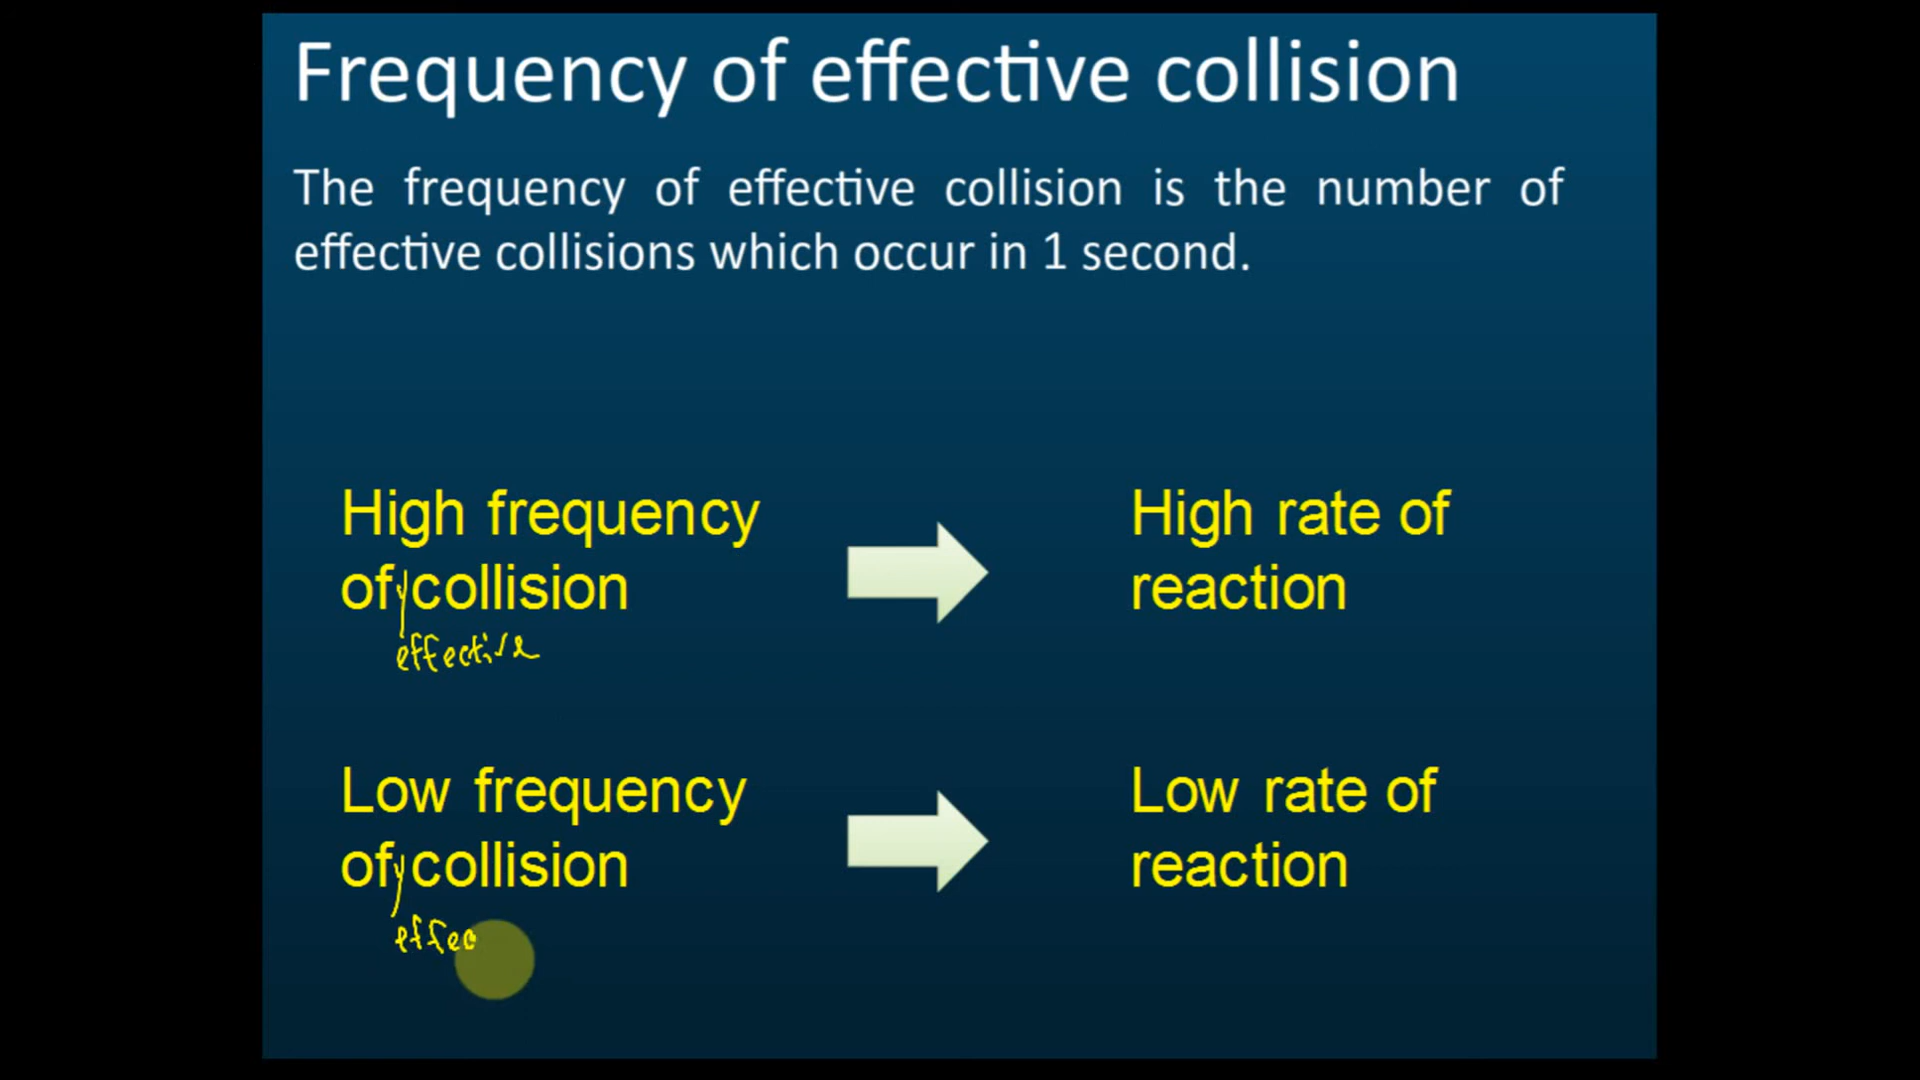 Frequency of effective collision
The frequency of effective collision is the number of
effective collisions which occur in 1 second.
High frequency
of collision
effective
High rate of
reaction
Low frequency
of collision
effec
Low rate of
reaction